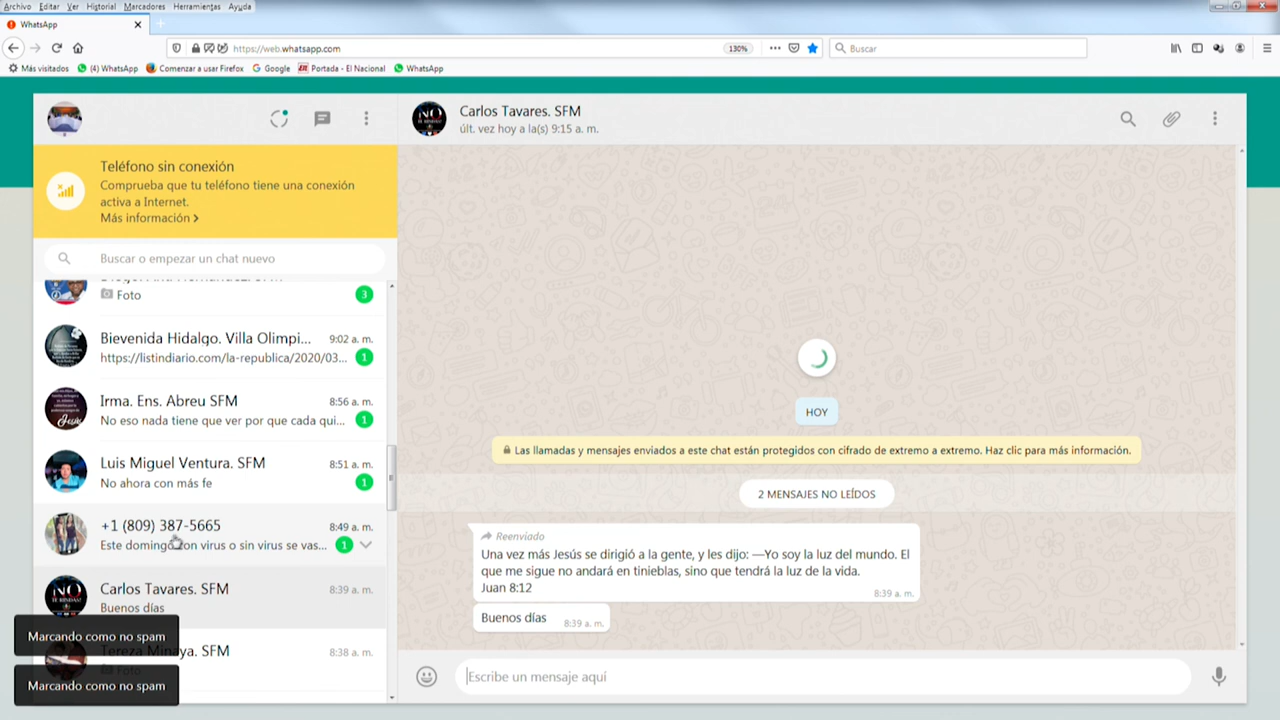 Archivo Editar Ver Historial Marcadores Herramientas Ayuda
WhatsApp
https://web.whatsapp.com
130%
Buscar
Más visitados
(4) WhatsApp
Comenzar a usar Firefox
Google
Portada - El Nacional
WhatsApp
Teléfono sin conexión
Comprueba que tu teléfono tiene una conexión
activa a Internet.
Más información >
Buscar o empezar un chat nuevo
Foto
3
Bievenida Hidalgo. Villa Olimpi...
9:02 a. m.
https://listindiario.com/la-republica/2020/03...
1
Irma. Ens. Abreu SFM
8:56 a. m.
No eso nada tiene que ver por que cada qui...
1
Luis Miguel Ventura. SFM
8:51 a. m.
No ahora con más fe
1
+1 (809) 387-5665
8:49 a. m.
Este domingo con virus o sin virus se vas...
1
Carlos Tavares. SFM
8:39 a. m.
Buenos días
Tereza Minaya. SFM
8:38 a. m.
Foto
Marcando como no spam
Marcando como no spam
Carlos Tavares. SFM
últ. vez hoy a la(s) 9:15 a. m.
HOY
Las llamadas y mensajes enviados a este chat están protegidos con cifrado de extremo a extremo. Haz clic para más información.
2 MENSAJES NO LEÍDOS
Reenviado
Una vez más Jesús se dirigió a la gente, y les dijo: —Yo soy la luz del mundo. El
que me sigue no andará en tinieblas, sino que tendrá la luz de la vida.
Juan 8:12
8:39 a. m.
Buenos días
8:39 a. m.
Escribe un mensaje aquí